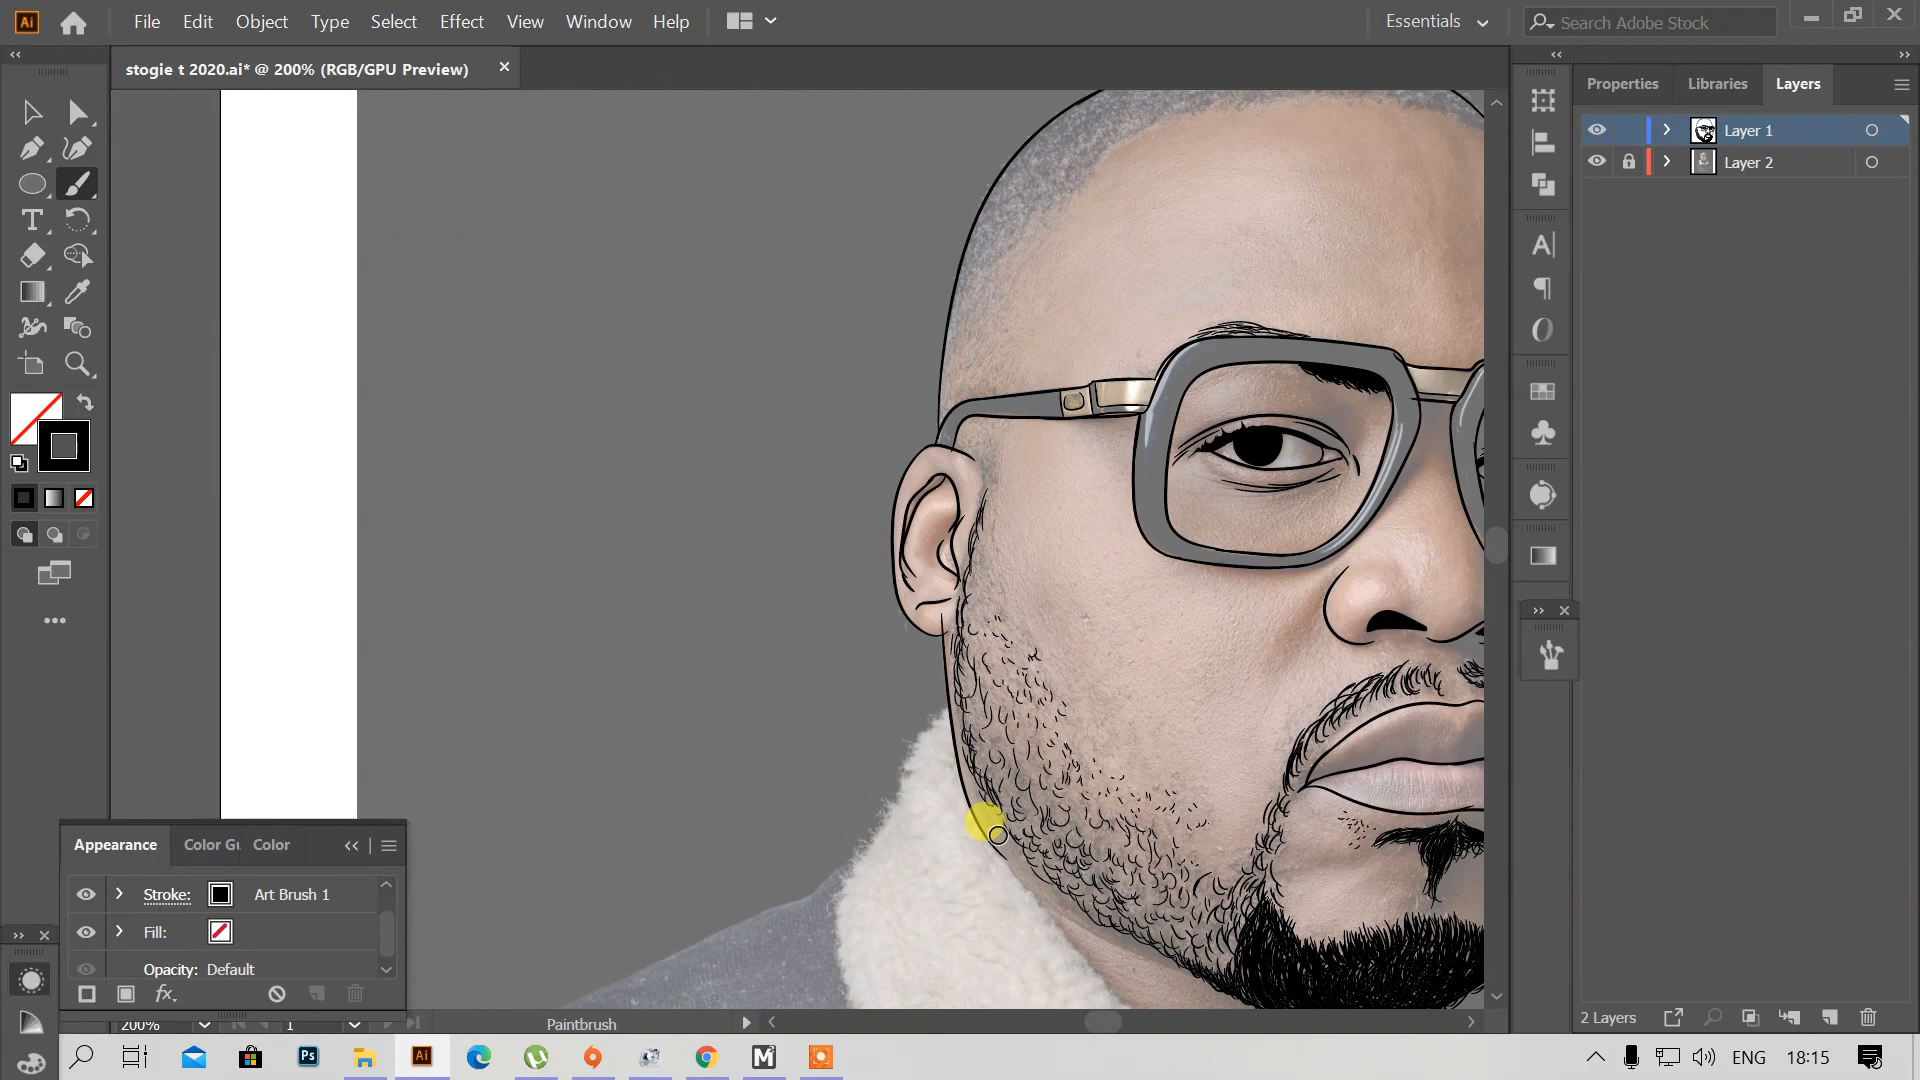 Ai File Edit Object Type Select Effect View Window Help Essentials Search Adobe Stock
stogie t 2020.ai* @ 200% (RGB/GPU Preview)
Properties Libraries Layers
Layer 1
Layer 2
Appearance Color Gu Color
Stroke: Art Brush 1
Fill:
Opacity: Default
fx
200% 1 Paintbrush
2 Layers
Ps Ai M ENG 18:15